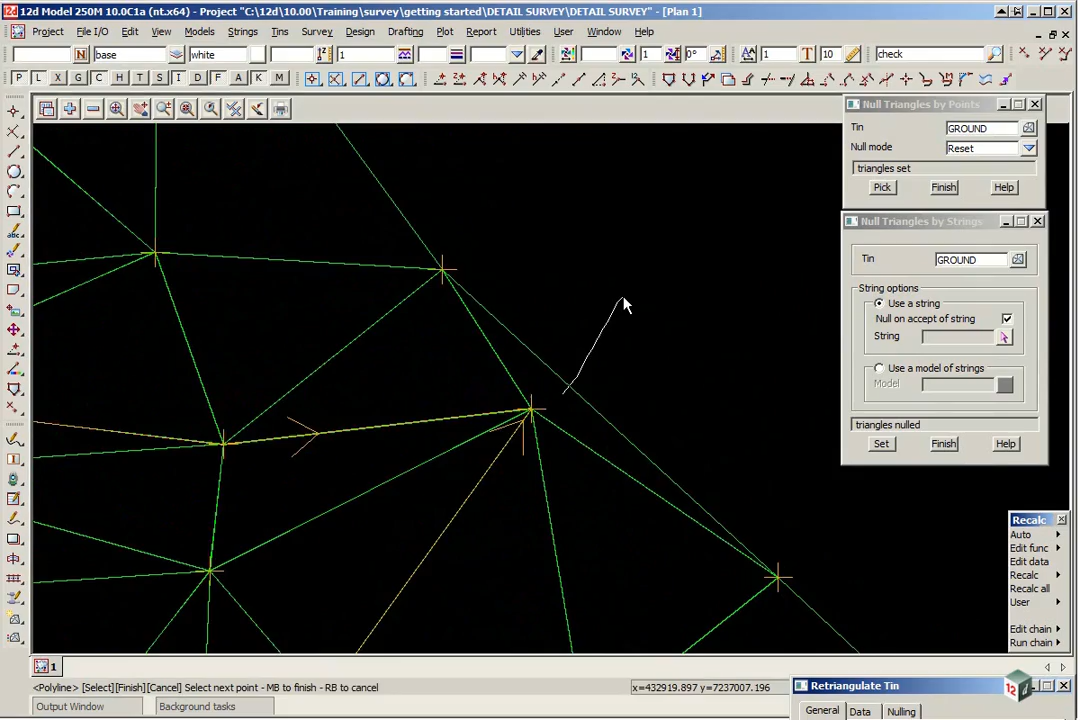 12d Model 250M 10.0C1a (nt.x64) - Project "C:\12d\10.00\Training\survey\getting started\DETAIL SURVEY\DETAIL SURVEY" - [Plan 1]
Project File I/O Edit View Models Strings Tins Survey Design Drafting Plot Report Utilities User Window Help
base white 1 1 0° 1 10 check
P L X G C H T S I D F A K M
Null Triangles by Points
Tin GROUND
Null mode Reset
triangles set
Pick Finish Help
Null Triangles by Strings
Tin GROUND
String options
Use a string
Null on accept of string
String
Use a model of strings
Model
triangles nulled
Set Finish Help
Recalc
Auto
Edit func
Edit data
Recalc
Recalc all
User
Edit chain
Run chain
1
<Polyline> [Select][Finish][Cancel] Select next point - MB to finish - RB to cancel
x=432919.897 y=7237007.196
Retriangulate Tin
12d
Output Window Background tasks
General Data Nulling